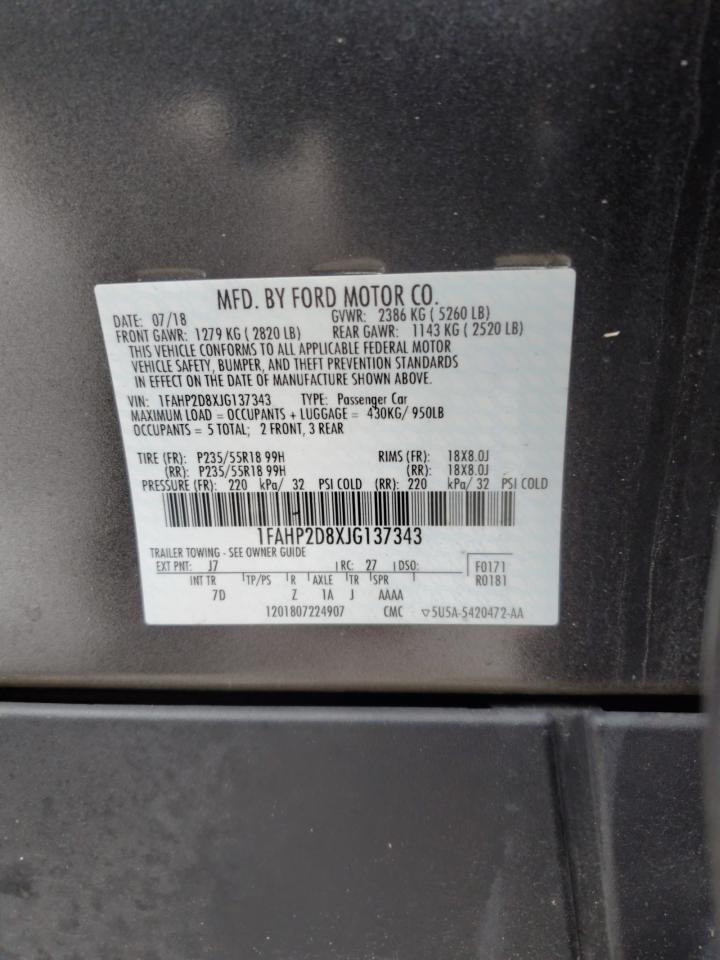 MFD. BY FORD MOTOR CO.
DATE: 07/18 GVWR: 2386 KG ( 5260 LB)
FRONT GAWR: 1279 KG ( 2820 LB) REAR GAWR: 1143 KG ( 2520 LB)
THIS VEHICLE CONFORMS TO ALL APPLICABLE FEDERAL MOTOR
VEHICLE SAFETY, BUMPER, AND THEFT PREVENTION STANDARDS
IN EFFECT ON THE DATE OF MANUFACTURE SHOWN ABOVE.
VIN: 1FAHP2D8XJG137343 TYPE: Passenger Car
MAXIMUM LOAD = OCCUPANTS + LUGGAGE = 430KG/ 950LB
OCCUPANTS = 5 TOTAL; 2 FRONT, 3 REAR
TIRE (FR): P235/55R18 99H RIMS (FR): 18X8.0J
(RR): P235/55R18 99H (RR): 18X8.0J
PRESSURE (FR): 220 kPa/ 32 PSI COLD (RR): 220 kPa/ 32 PSI COLD
1FAHP2D8XJG137343
TRAILER TOWING - SEE OWNER GUIDE
EXT PNT: J7 RC: 27 DSO: F0171
INT TR TP/PS R AXLE TR SPR R0181
7D Z 1A J AAAA
1201807224907 CMC ▽5U5A-5420472-AA